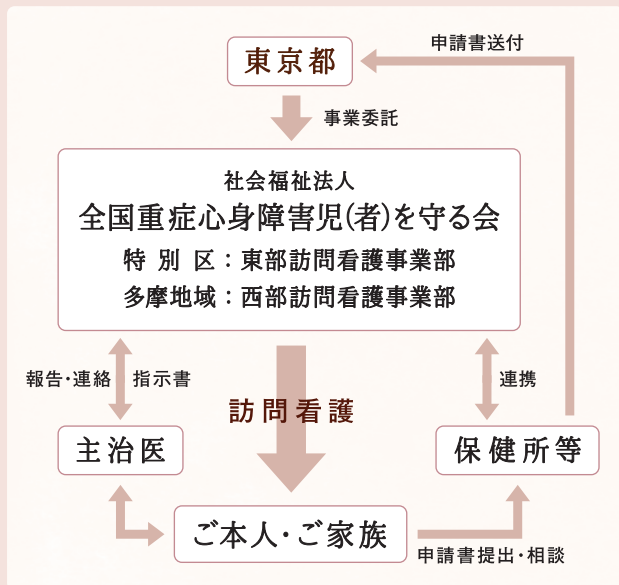 申請書送付
東京都
事業委託
社会福祉法人
全国重症心身障害児(者)を守る会
特別区：東部訪問看護事業部
多摩地域：西部訪問看護事業部
報告・連絡
指示書
連携
訪問看護
主治医
保健所等
ご本人・ご家族
申請書提出・相談